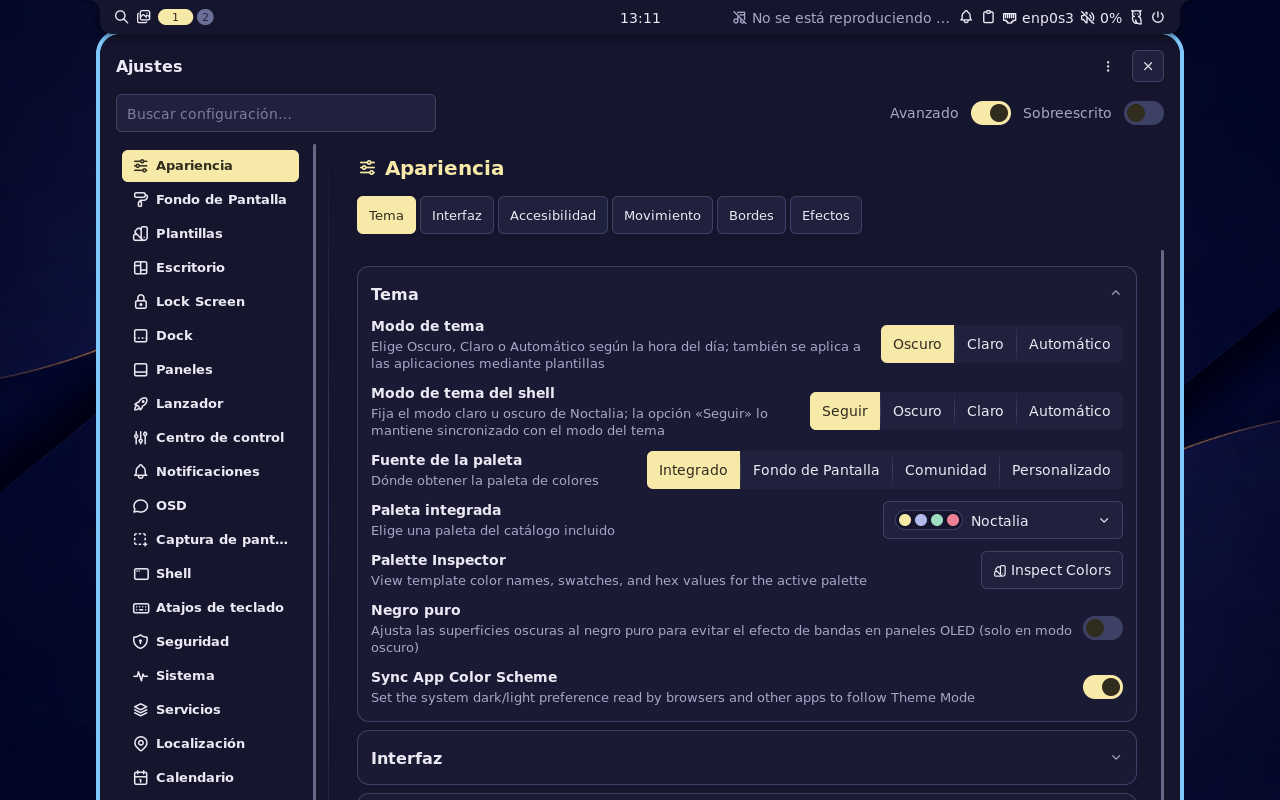 1
2
13:11
No se está reproduciendo ...
enp0s3
0%
Ajustes
Buscar configuración...
Avanzado
Sobreescrito
Apariencia
Fondo de Pantalla
Plantillas
Escritorio
Lock Screen
Dock
Paneles
Lanzador
Centro de control
Notificaciones
OSD
Captura de pant...
Shell
Atajos de teclado
Seguridad
Sistema
Servicios
Localización
Calendario
Apariencia
Tema
Interfaz
Accesibilidad
Movimiento
Bordes
Efectos
Tema
Modo de tema
Elige Oscuro, Claro o Automático según la hora del día; también se aplica a
las aplicaciones mediante plantillas
Oscuro
Claro
Automático
Modo de tema del shell
Fija el modo claro u oscuro de Noctalia; la opción «Seguir» lo
mantiene sincronizado con el modo del tema
Seguir
Oscuro
Claro
Automático
Fuente de la paleta
Dónde obtener la paleta de colores
Integrado
Fondo de Pantalla
Comunidad
Personalizado
Paleta integrada
Elige una paleta del catálogo incluido
Noctalia
Palette Inspector
View template color names, swatches, and hex values for the active palette
Inspect Colors
Negro puro
Ajusta las superficies oscuras al negro puro para evitar el efecto de bandas en paneles OLED (solo en modo
oscuro)
Sync App Color Scheme
Set the system dark/light preference read by browsers and other apps to follow Theme Mode
Interfaz